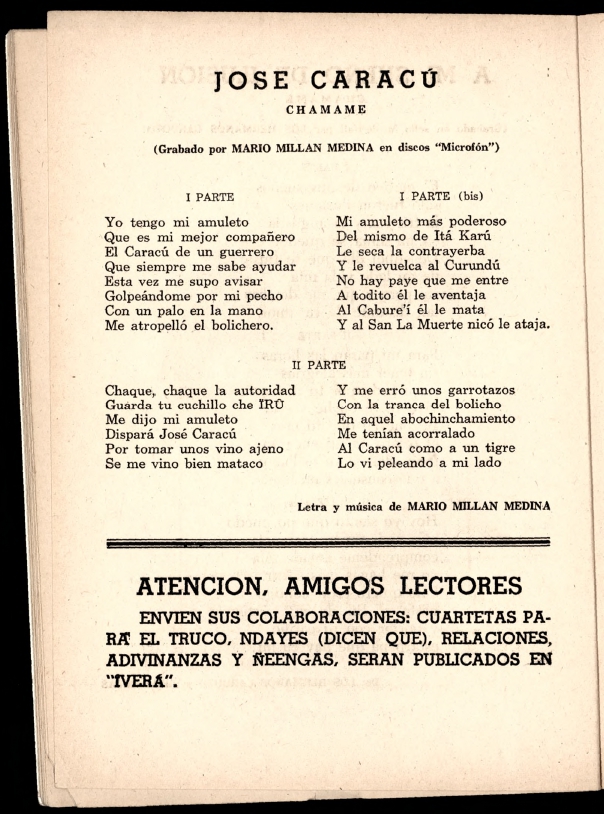 JOSE CARACÚ
CHAMAME
(Grabado por MARIO MILLAN MEDINA en discos "Microfón")
I PARTE
Yo tengo mi amuleto
Que es mi mejor compañero
El Caracú de un guerrero
Que siempre me sabe ayudar
Esta vez me supo avisar
Golpeándome por mi pecho
Con un palo en la mano
Me atropelló el bolichero.
I PARTE (bis)
Mi amuleto más poderoso
Del mismo de Itá Karú
Le seca la contrayerba
Y le revuelca al Curundú
No hay paye que me entre
A todito él le aventaja
Al Cabure'í él le mata
Y al San La Muerte nicó le ataja.
II PARTE
Chaque, chaque la autoridad
Guarda tu cuchillo che ĬRŬ
Me dijo mi amuleto
Dispará José Caracú
Por tomar unos vino ajeno
Se me vino bien mataco
Y me erró unos garrotazos
Con la tranca del bolicho
En aquel abochinchamiento
Me tenían acorralado
Al Caracú como a un tigre
Lo vi peleando a mi lado
Letra y música de MARIO MILLAN MEDINA
ATENCION, AMIGOS LECTORES
ENVIEN SUS COLABORACIONES: CUARTETAS PA-
RA EL TRUCO, NDAYES (DICEN QUE), RELACIONES,
ADIVINANZAS Y ÑEENGAS, SERAN PUBLICADOS EN
"ĬVERÁ".